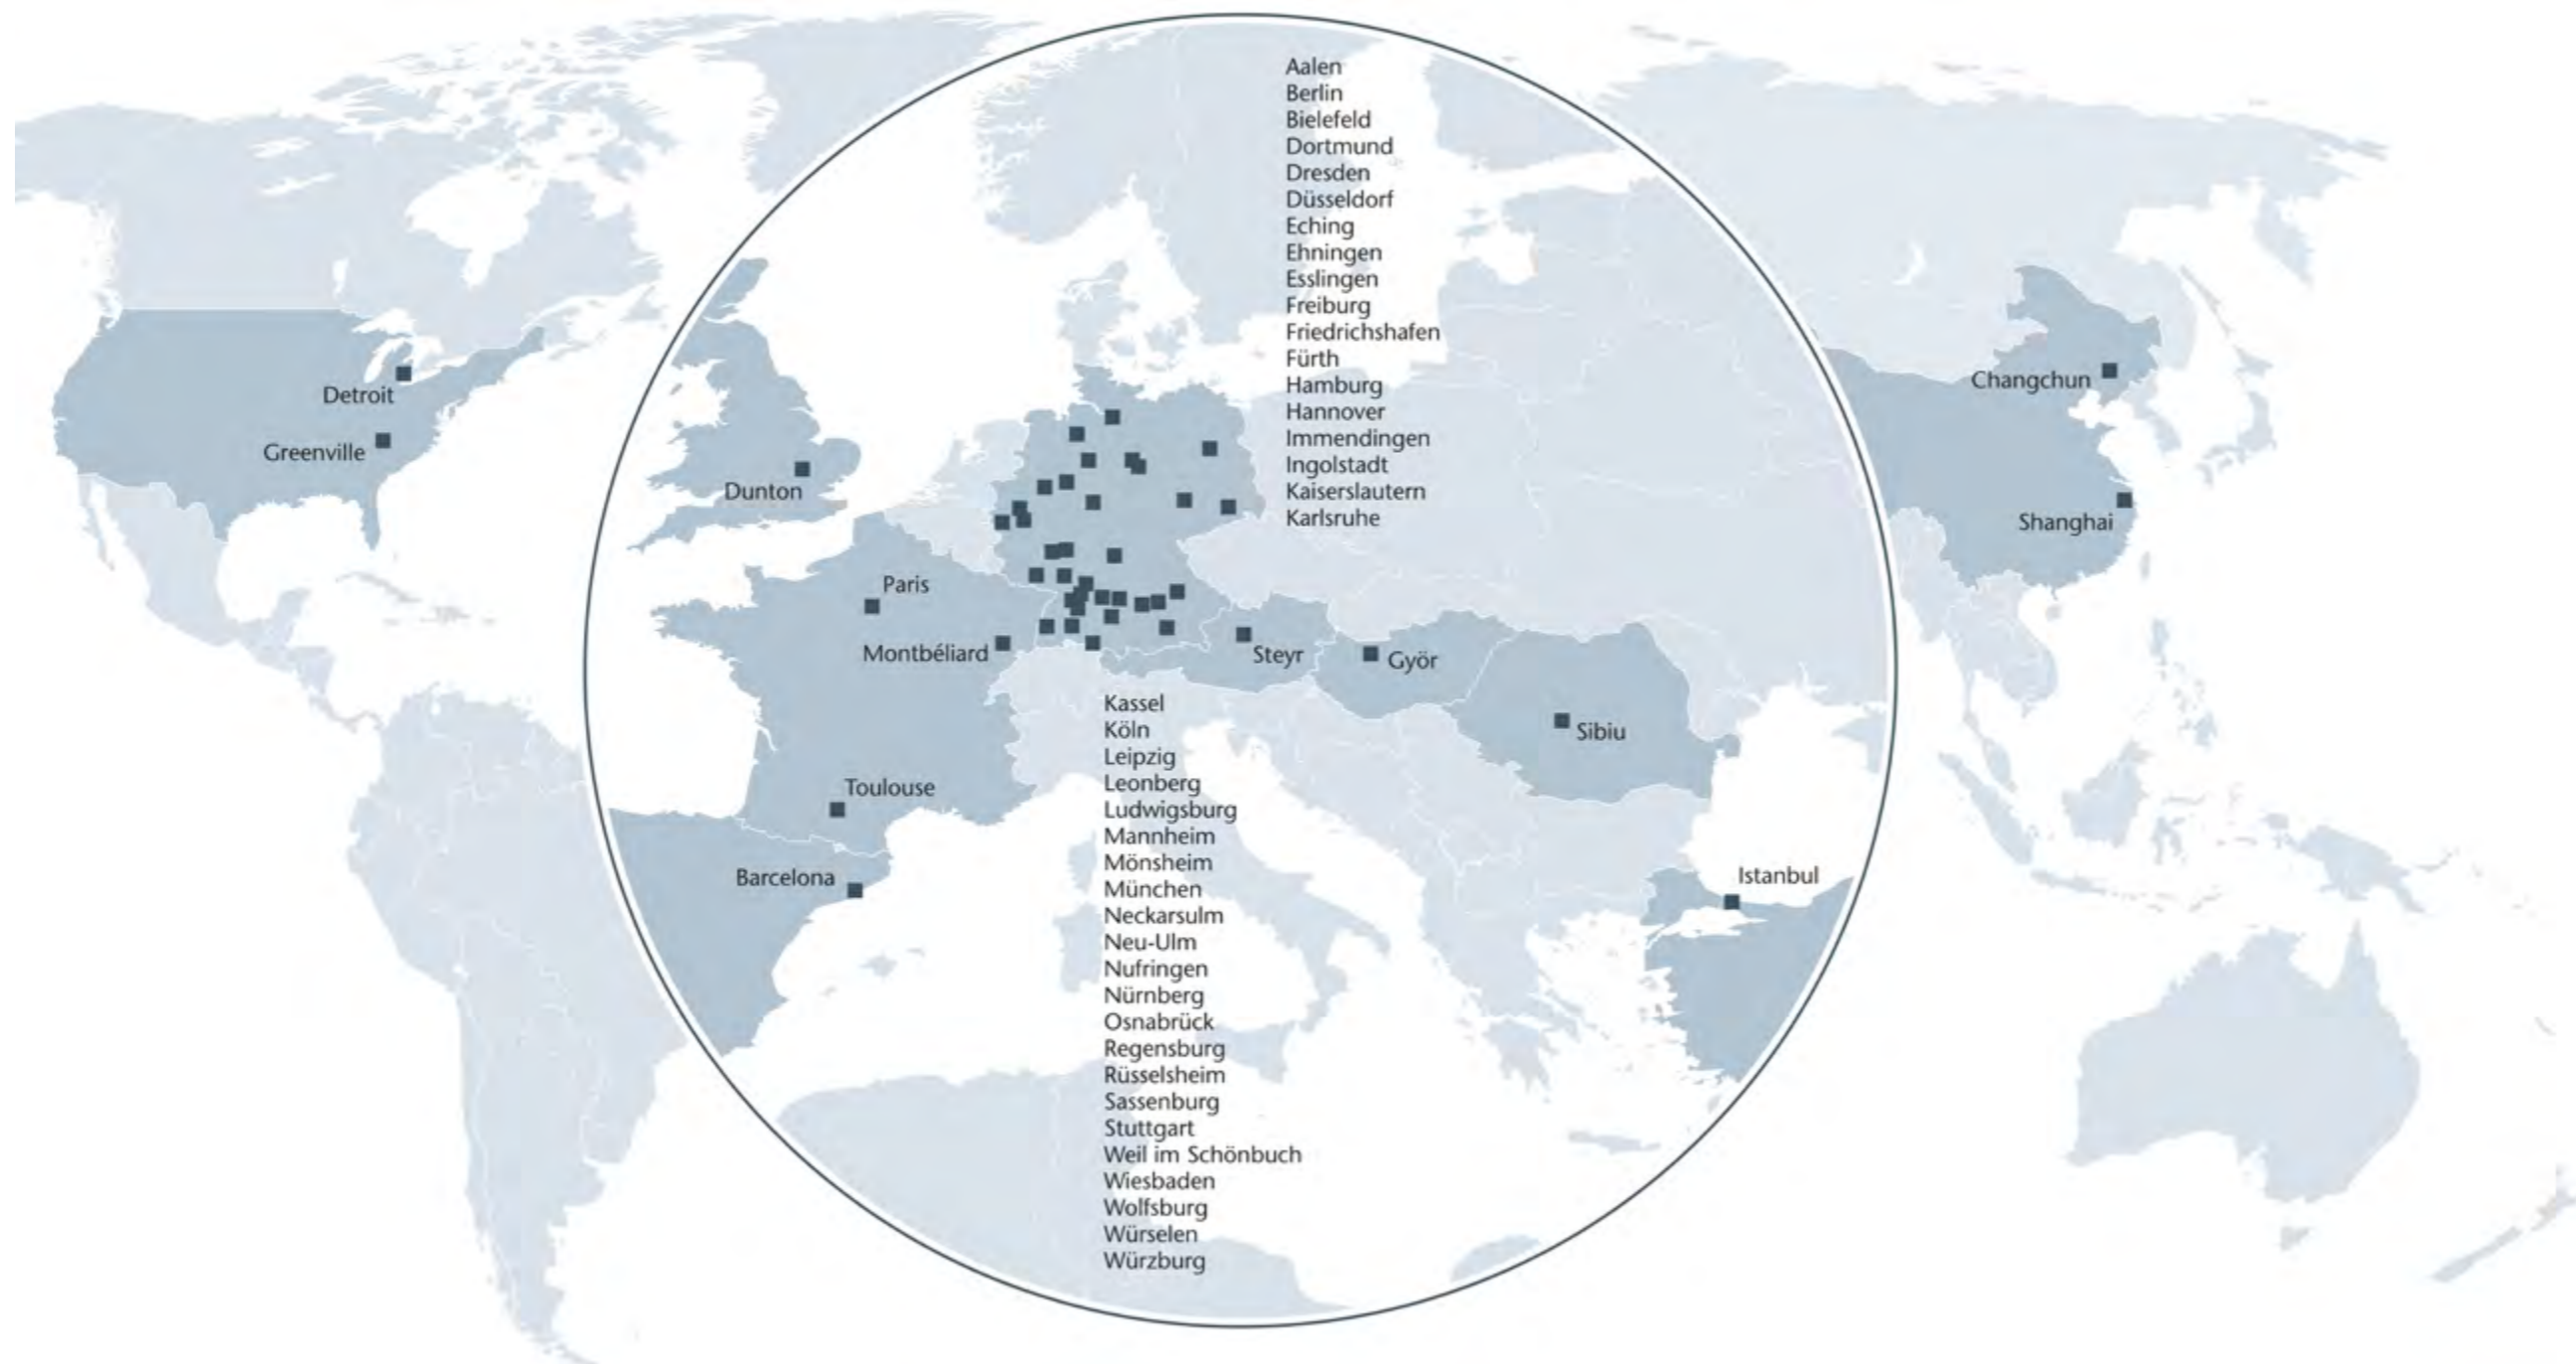 Aalen
Berlin
Bielefeld
Dortmund
Dresden
Düsseldorf
Eching
Ehningen
Esslingen
Freiburg
Friedrichshafen
Fürth
Hamburg
Hannover
Immendingen
Ingolstadt
Kaiserslautern
Karlsruhe
Detroit
Greenville
Dunton
Paris
Montbéliard
Toulouse
Barcelona
Steyr
Györ
Sibiu
Istanbul
Changchun
Shanghai
Kassel
Köln
Leipzig
Leonberg
Ludwigsburg
Mannheim
Mönsheim
München
Neckarsulm
Neu-Ulm
Nufringen
Nürnberg
Osnabrück
Regensburg
Rüsselsheim
Sassenburg
Stuttgart
Weil im Schönbuch
Wiesbaden
Wolfsburg
Würselen
Würzburg